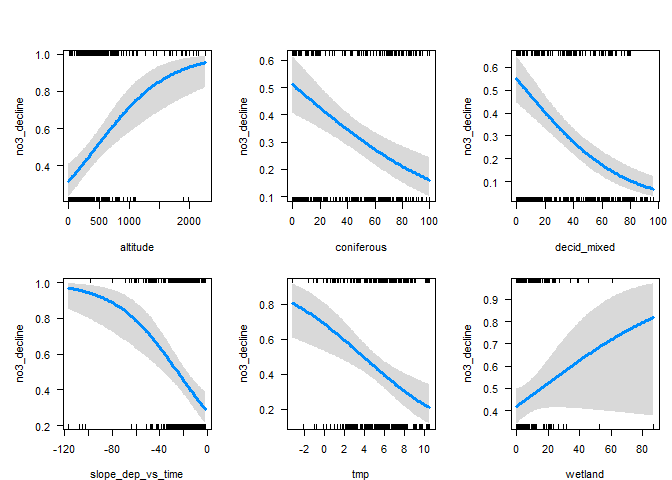 1.0
0.8
0.6
0.4
no3_decline
0 500 1000 2000
altitude
0.6
0.5
0.4
0.3
0.2
0.1
no3_decline
0 20 40 60 80 100
coniferous
0.6
0.5
0.4
0.3
0.2
0.1
no3_decline
0 20 40 60 80 100
decid_mixed
1.0
0.8
0.6
0.4
0.2
no3_decline
-120 -80 -40 0
slope_dep_vs_time
0.8
0.6
0.4
0.2
no3_decline
-2 0 2 4 6 8 10
tmp
0.9
0.8
0.7
0.6
0.5
0.4
no3_decline
0 20 40 60 80
wetland